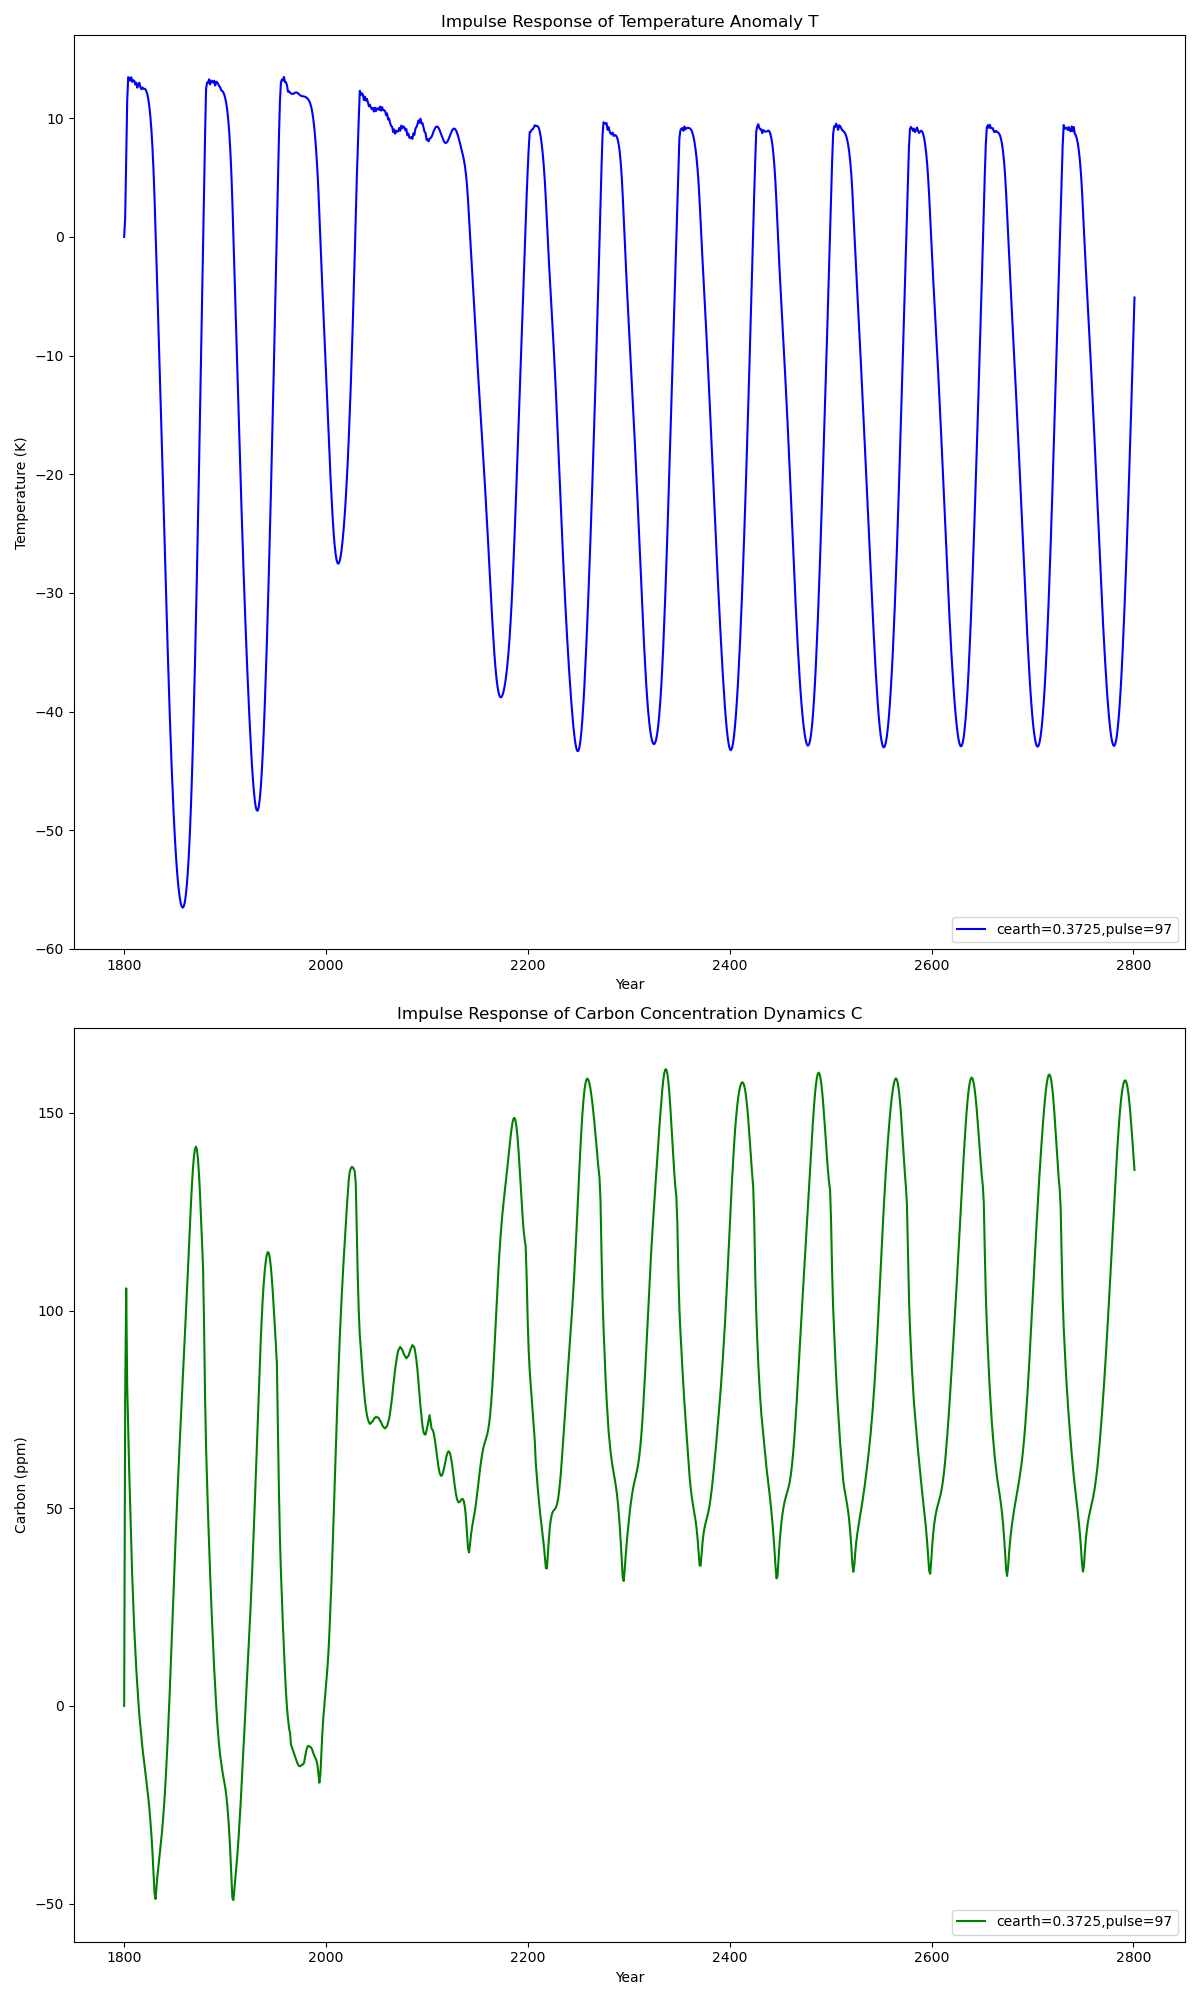 Impulse Response of Temperature Anomaly T
10
0
−10
−20
−30
−40
−50
−60
Temperature (K)
cearth=0.3725,pulse=97
1800 2000 2200 2400 2600 2800
Year
Impulse Response of Carbon Concentration Dynamics C
150
100
50
0
−50
Carbon (ppm)
cearth=0.3725,pulse=97
1800 2000 2200 2400 2600 2800
Year